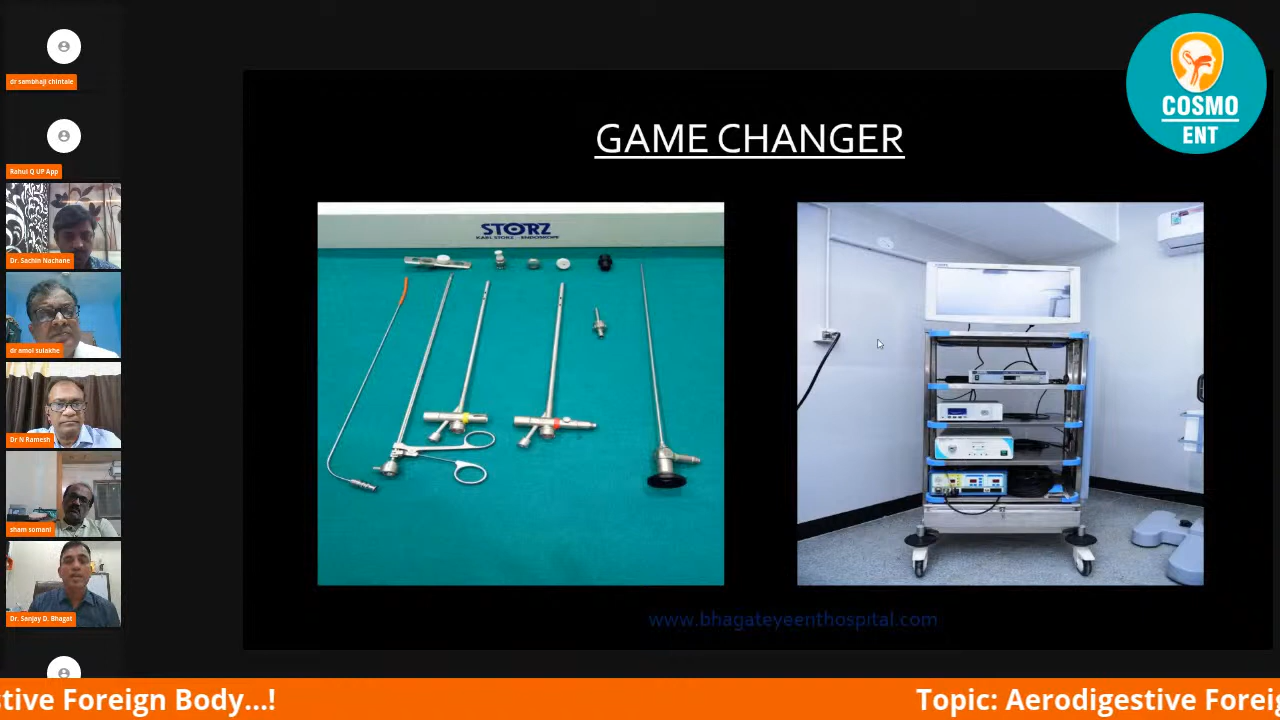 dr sambhaji chintale
Rahul Q UP App
Dr. Sachin Nachane
dr amol sulakhe
Dr N Ramesh
sham somani
Dr. Sanjay D. Bhagat
GAME CHANGER
STORZ
KARL STORZ - ENDOSKOPE
www.bhagateyeenthospital.com
COSMO
ENT
stive Foreign Body...! Topic: Aerodigestive Foreig